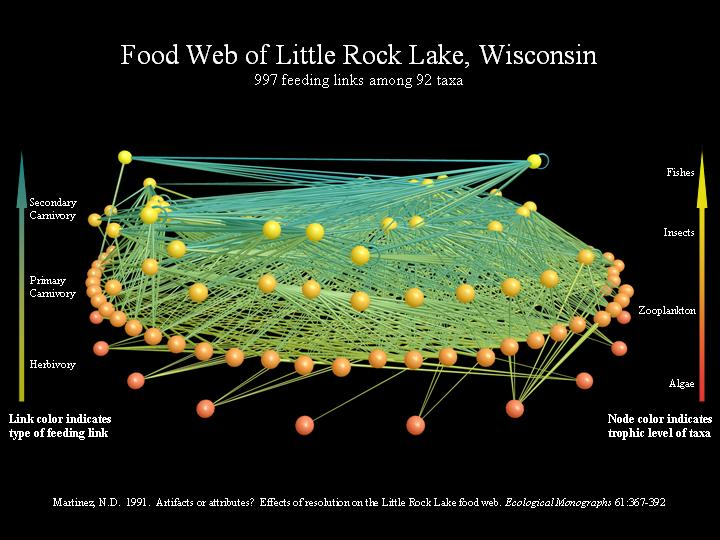 Food Web of Little Rock Lake, Wisconsin
997 feeding links among 92 taxa
Fishes
Secondary
Carnivory
Insects
Primary
Carnivory
Zooplankton
Herbivory
Algae
Link color indicates
type of feeding link
Node color indicates
trophic level of taxa
Martinez, N.D. 1991. Artifacts or attributes? Effects of resolution on the Little Rock Lake food web. Ecological Monographs 61:367-392